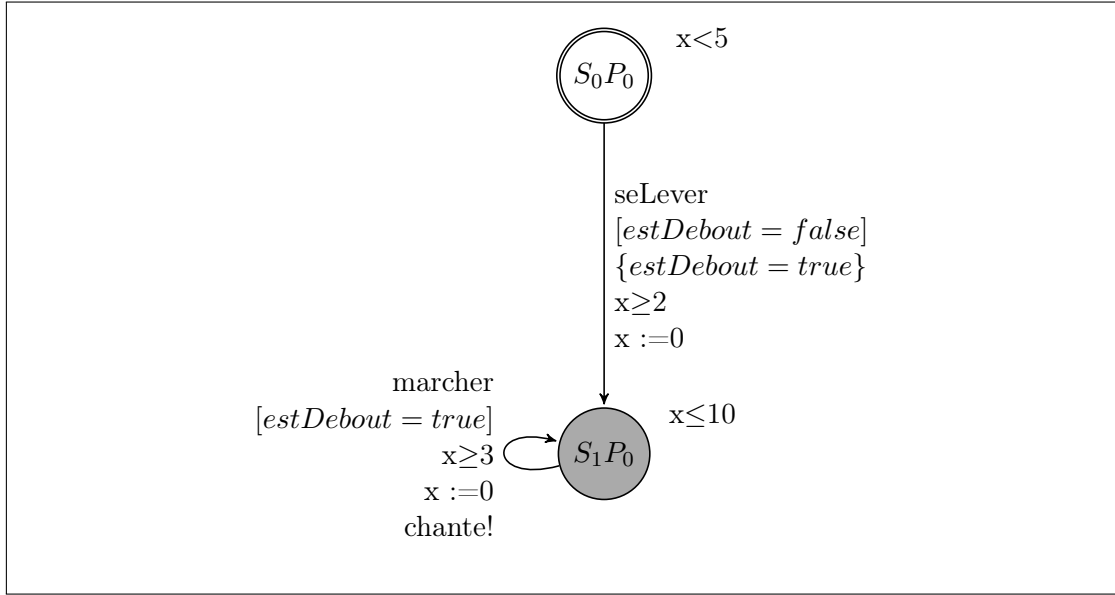 x<5
S₀P₀
seLever
[estDebout = false]
{estDebout = true}
x≥2
x :=0
marcher
[estDebout = true]
x≥3
x :=0
chante!
x≤10
S₁P₀